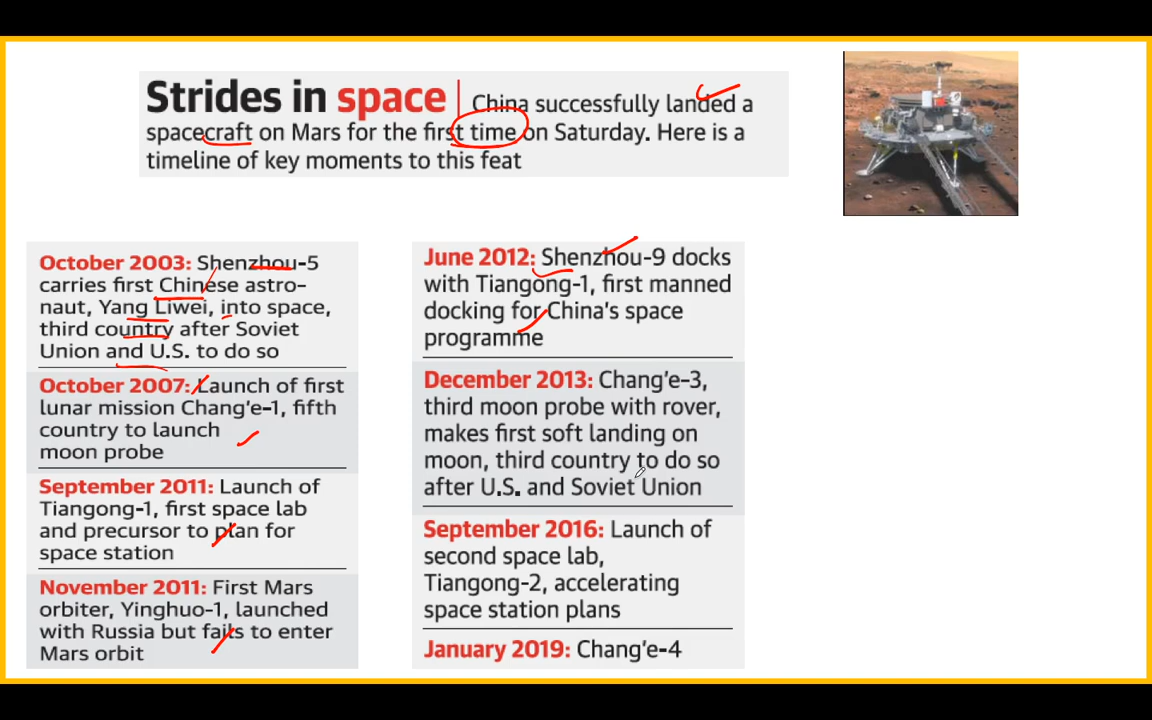 Strides in space | China successfully landed a
spacecraft on Mars for the first time on Saturday. Here is a
timeline of key moments to this feat
October 2003: Shenzhou-5
carries first Chinese astro-
naut, Yang Liwei, into space,
third country after Soviet
Union and U.S. to do so
October 2007: Launch of first
lunar mission Chang'e-1, fifth
country to launch
moon probe
September 2011: Launch of
Tiangong-1, first space lab
and precursor to plan for
space station
November 2011: First Mars
orbiter, Yinghuo-1, launched
with Russia but fails to enter
Mars orbit
June 2012: Shenzhou-9 docks
with Tiangong-1, first manned
docking for China's space
programme
December 2013: Chang'e-3,
third moon probe with rover,
makes first soft landing on
moon, third country to do so
after U.S. and Soviet Union
September 2016: Launch of
second space lab,
Tiangong-2, accelerating
space station plans
January 2019: Chang'e-4